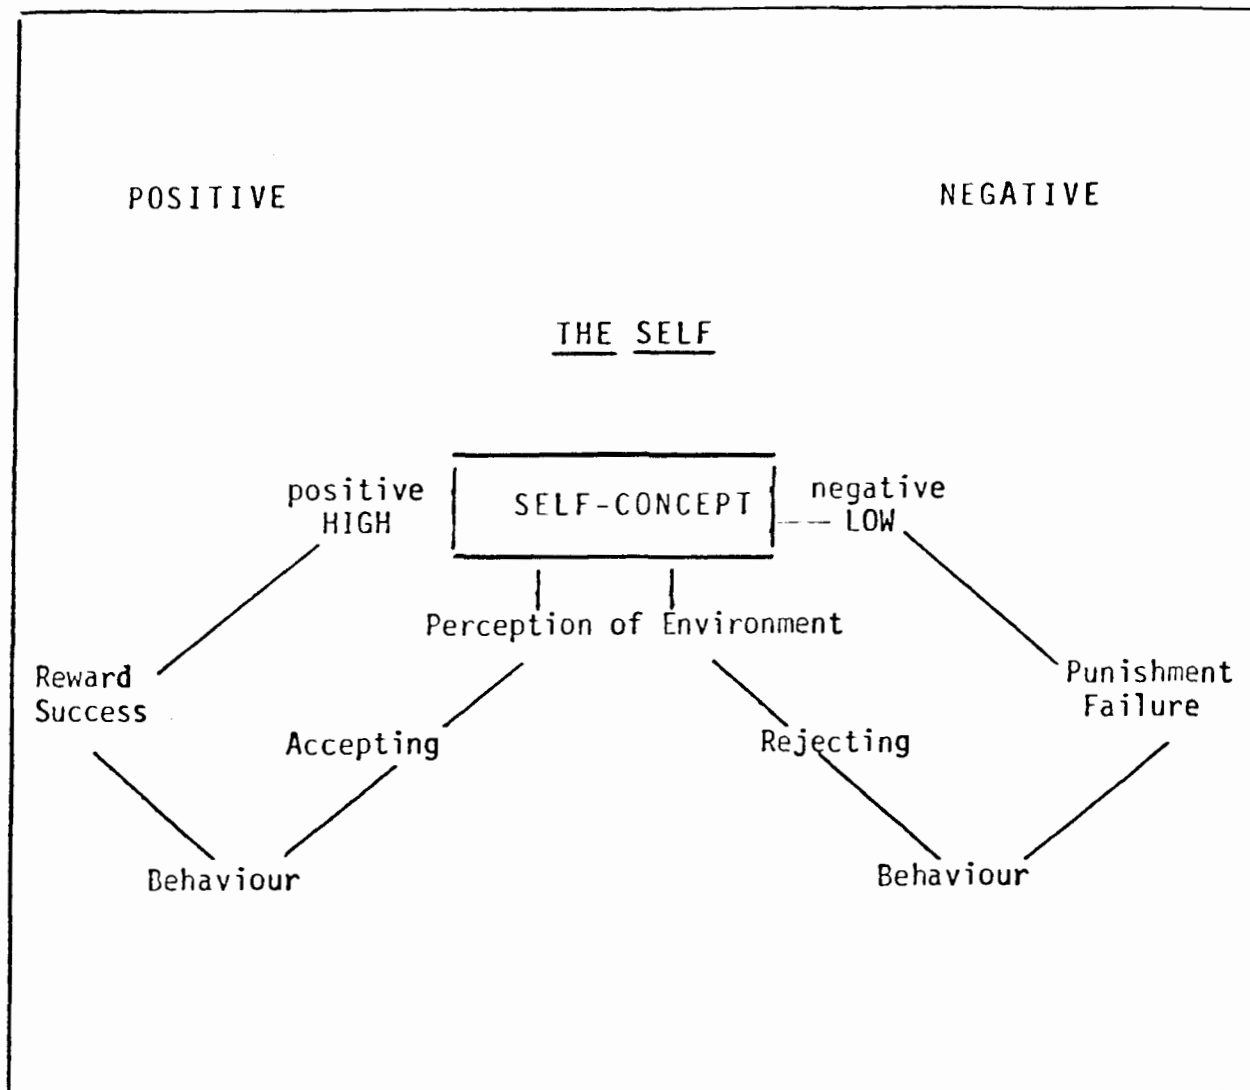 POSITIVE NEGATIVE
THE SELF
positive negative
HIGH SELF-CONCEPT LOW
Perception of Environment
Reward Punishment
Success Failure
Accepting Rejecting
Behaviour Behaviour